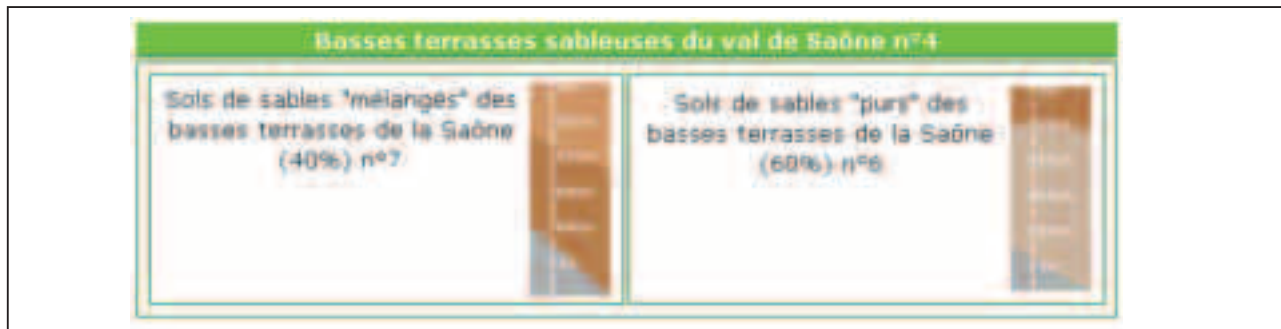 Basses terrasses sableuses du val de Saône n°4
Sols de sables "mélangés" des
basses terrasses de la Saône
(40%) n°7
Sols de sables "purs" des
basses terrasses de la Saône
(60%) n°6